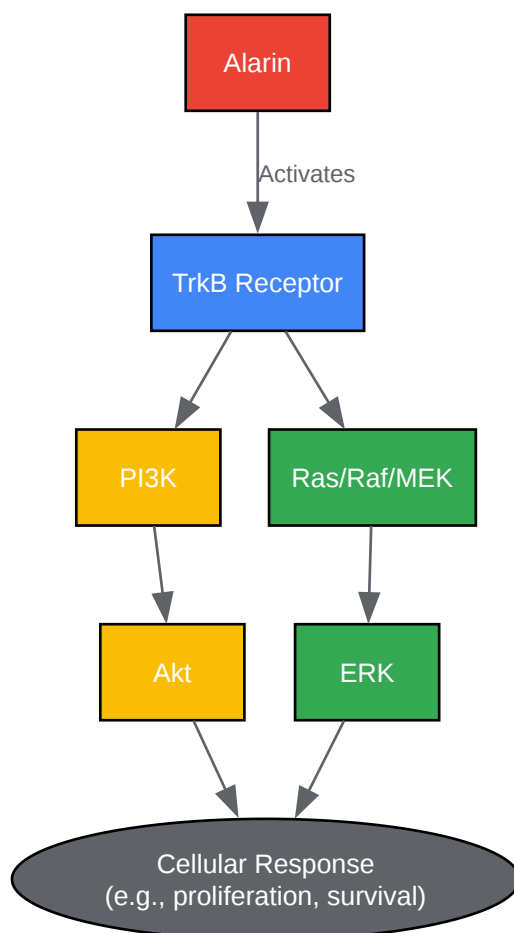 Alarin
Activates
TrkB Receptor
PI3K
Ras/Raf/MEK
Akt
ERK
Cellular Response
(e.g., proliferation, survival)